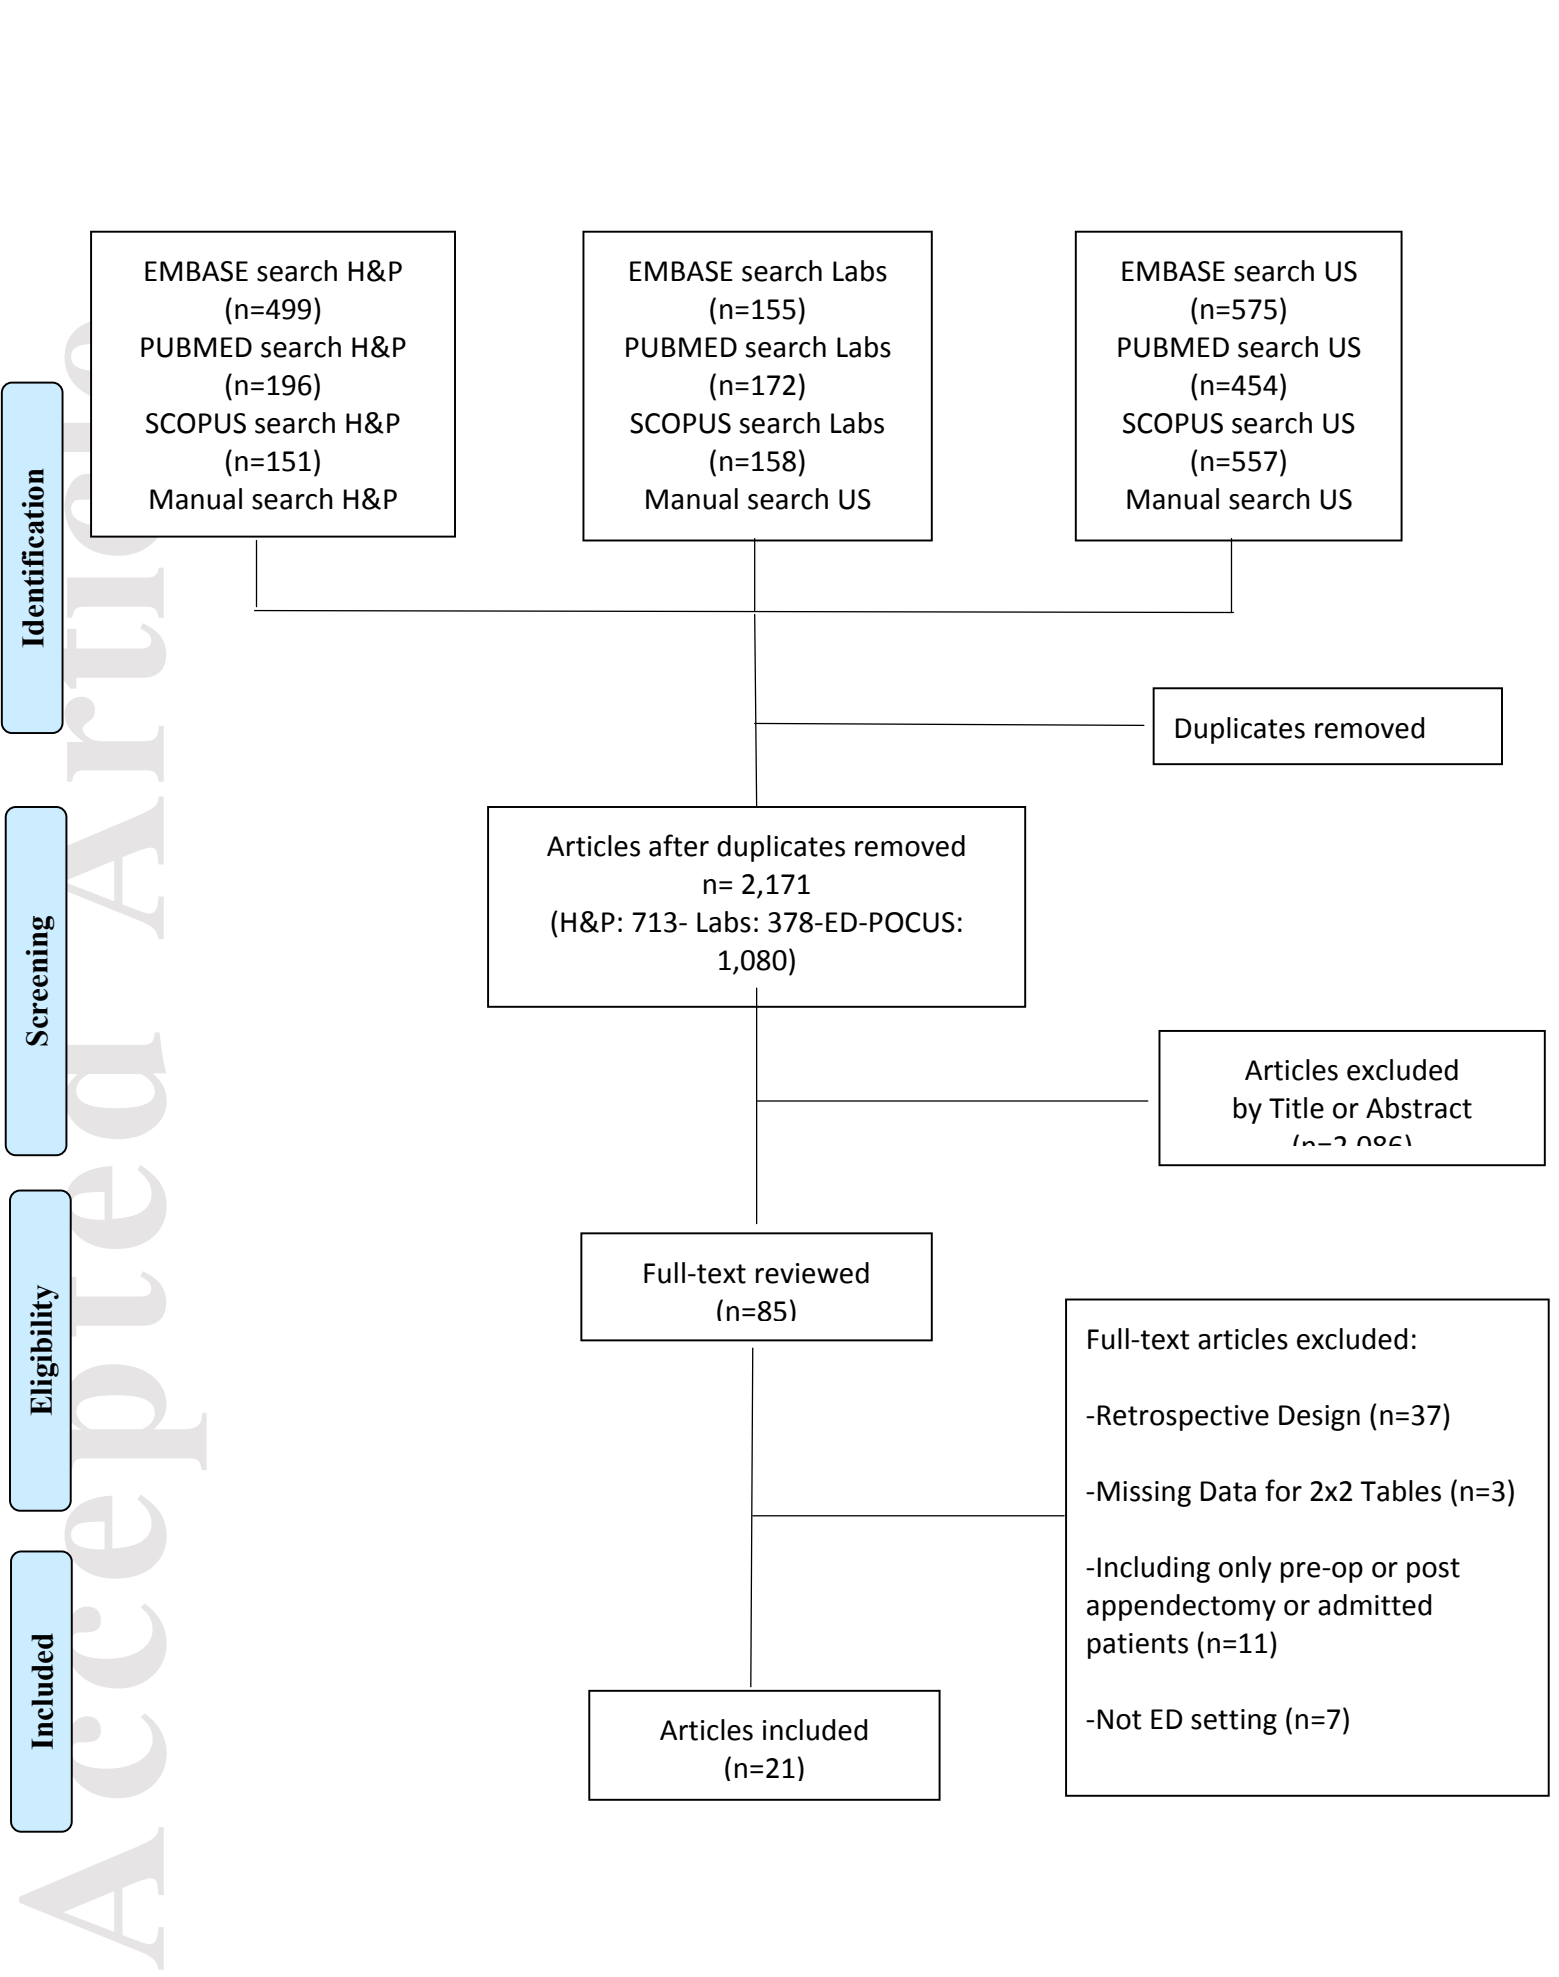 EMBASE search H&P
(n=499)
PUBMED search H&P
(n=196)
SCOPUS search H&P
(n=151)
Manual search H&P
EMBASE search Labs
(n=155)
PUBMED search Labs
(n=172)
SCOPUS search Labs
(n=158)
Manual search US
EMBASE search US
(n=575)
PUBMED search US
(n=454)
SCOPUS search US
(n=557)
Manual search US
Identification
Duplicates removed
Screening
Articles after duplicates removed
n= 2,171
(H&P: 713- Labs: 378-ED-POCUS:
1,080)
Articles excluded
by Title or Abstract
(n=2,086)
Eligibility
Full-text reviewed
(n=85)
Full-text articles excluded:
-Retrospective Design (n=37)
-Missing Data for 2x2 Tables (n=3)
-Including only pre-op or post
appendectomy or admitted
patients (n=11)
-Not ED setting (n=7)
Included
Articles included
(n=21)
Accepted Article